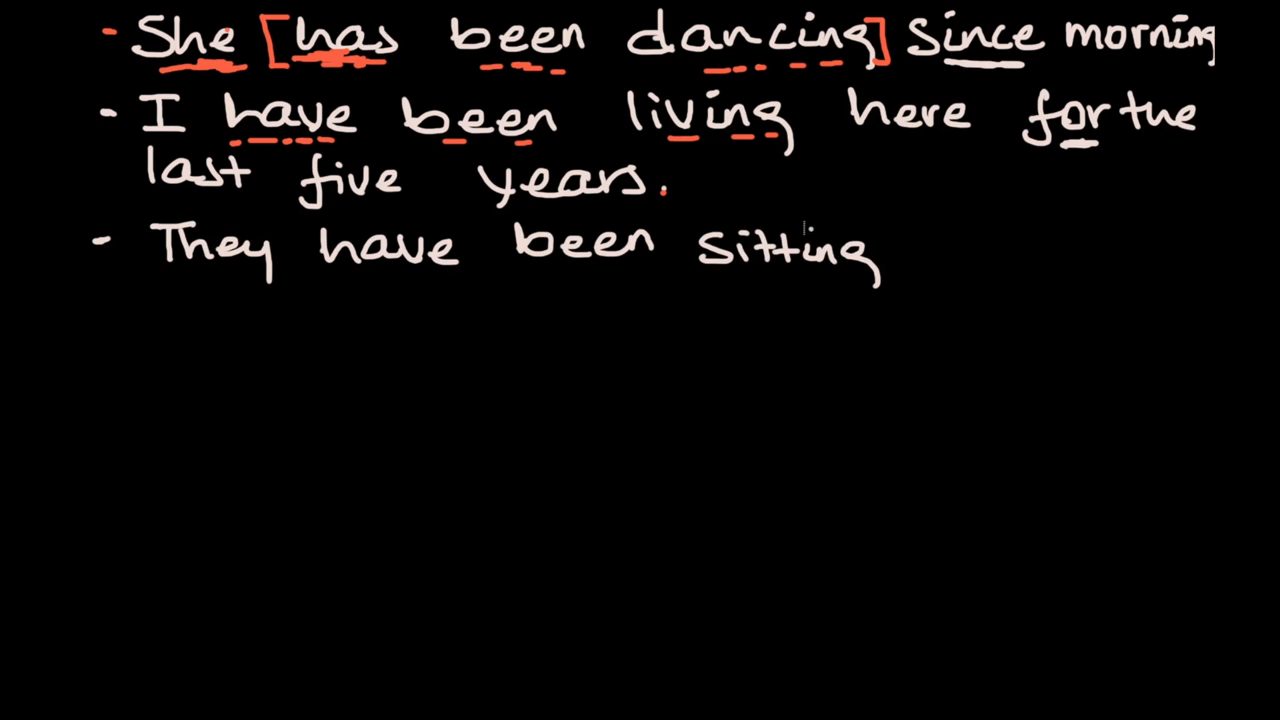 - She [has been dancing] since morning
- I have been living here for the
last five years.
- They have been sitting